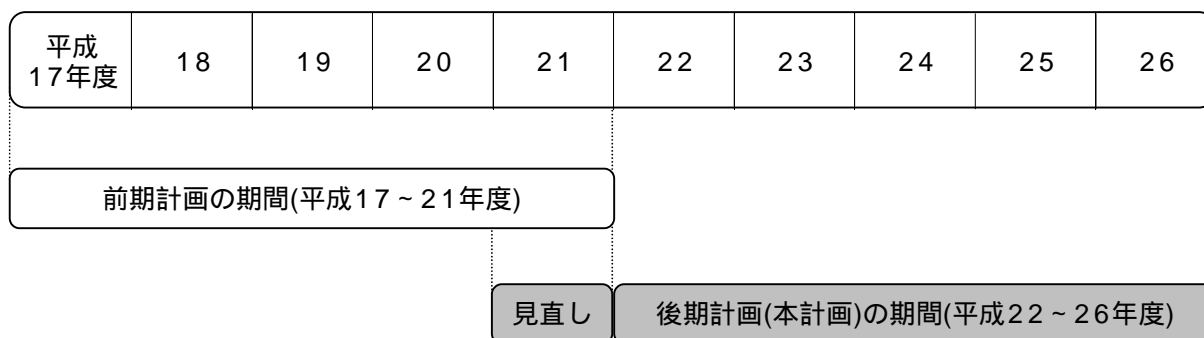 平成
17年度 18 19 20 21 22 23 24 25 26
前期計画の期間(平成17~21年度)
見直し 後期計画(本計画)の期間(平成22~26年度)